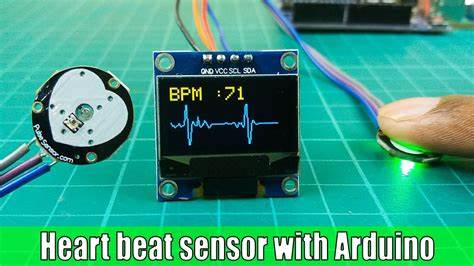 GND VCC SCL SDA
BPM :71
PulseSensor.com
Heart beat sensor with Arduino